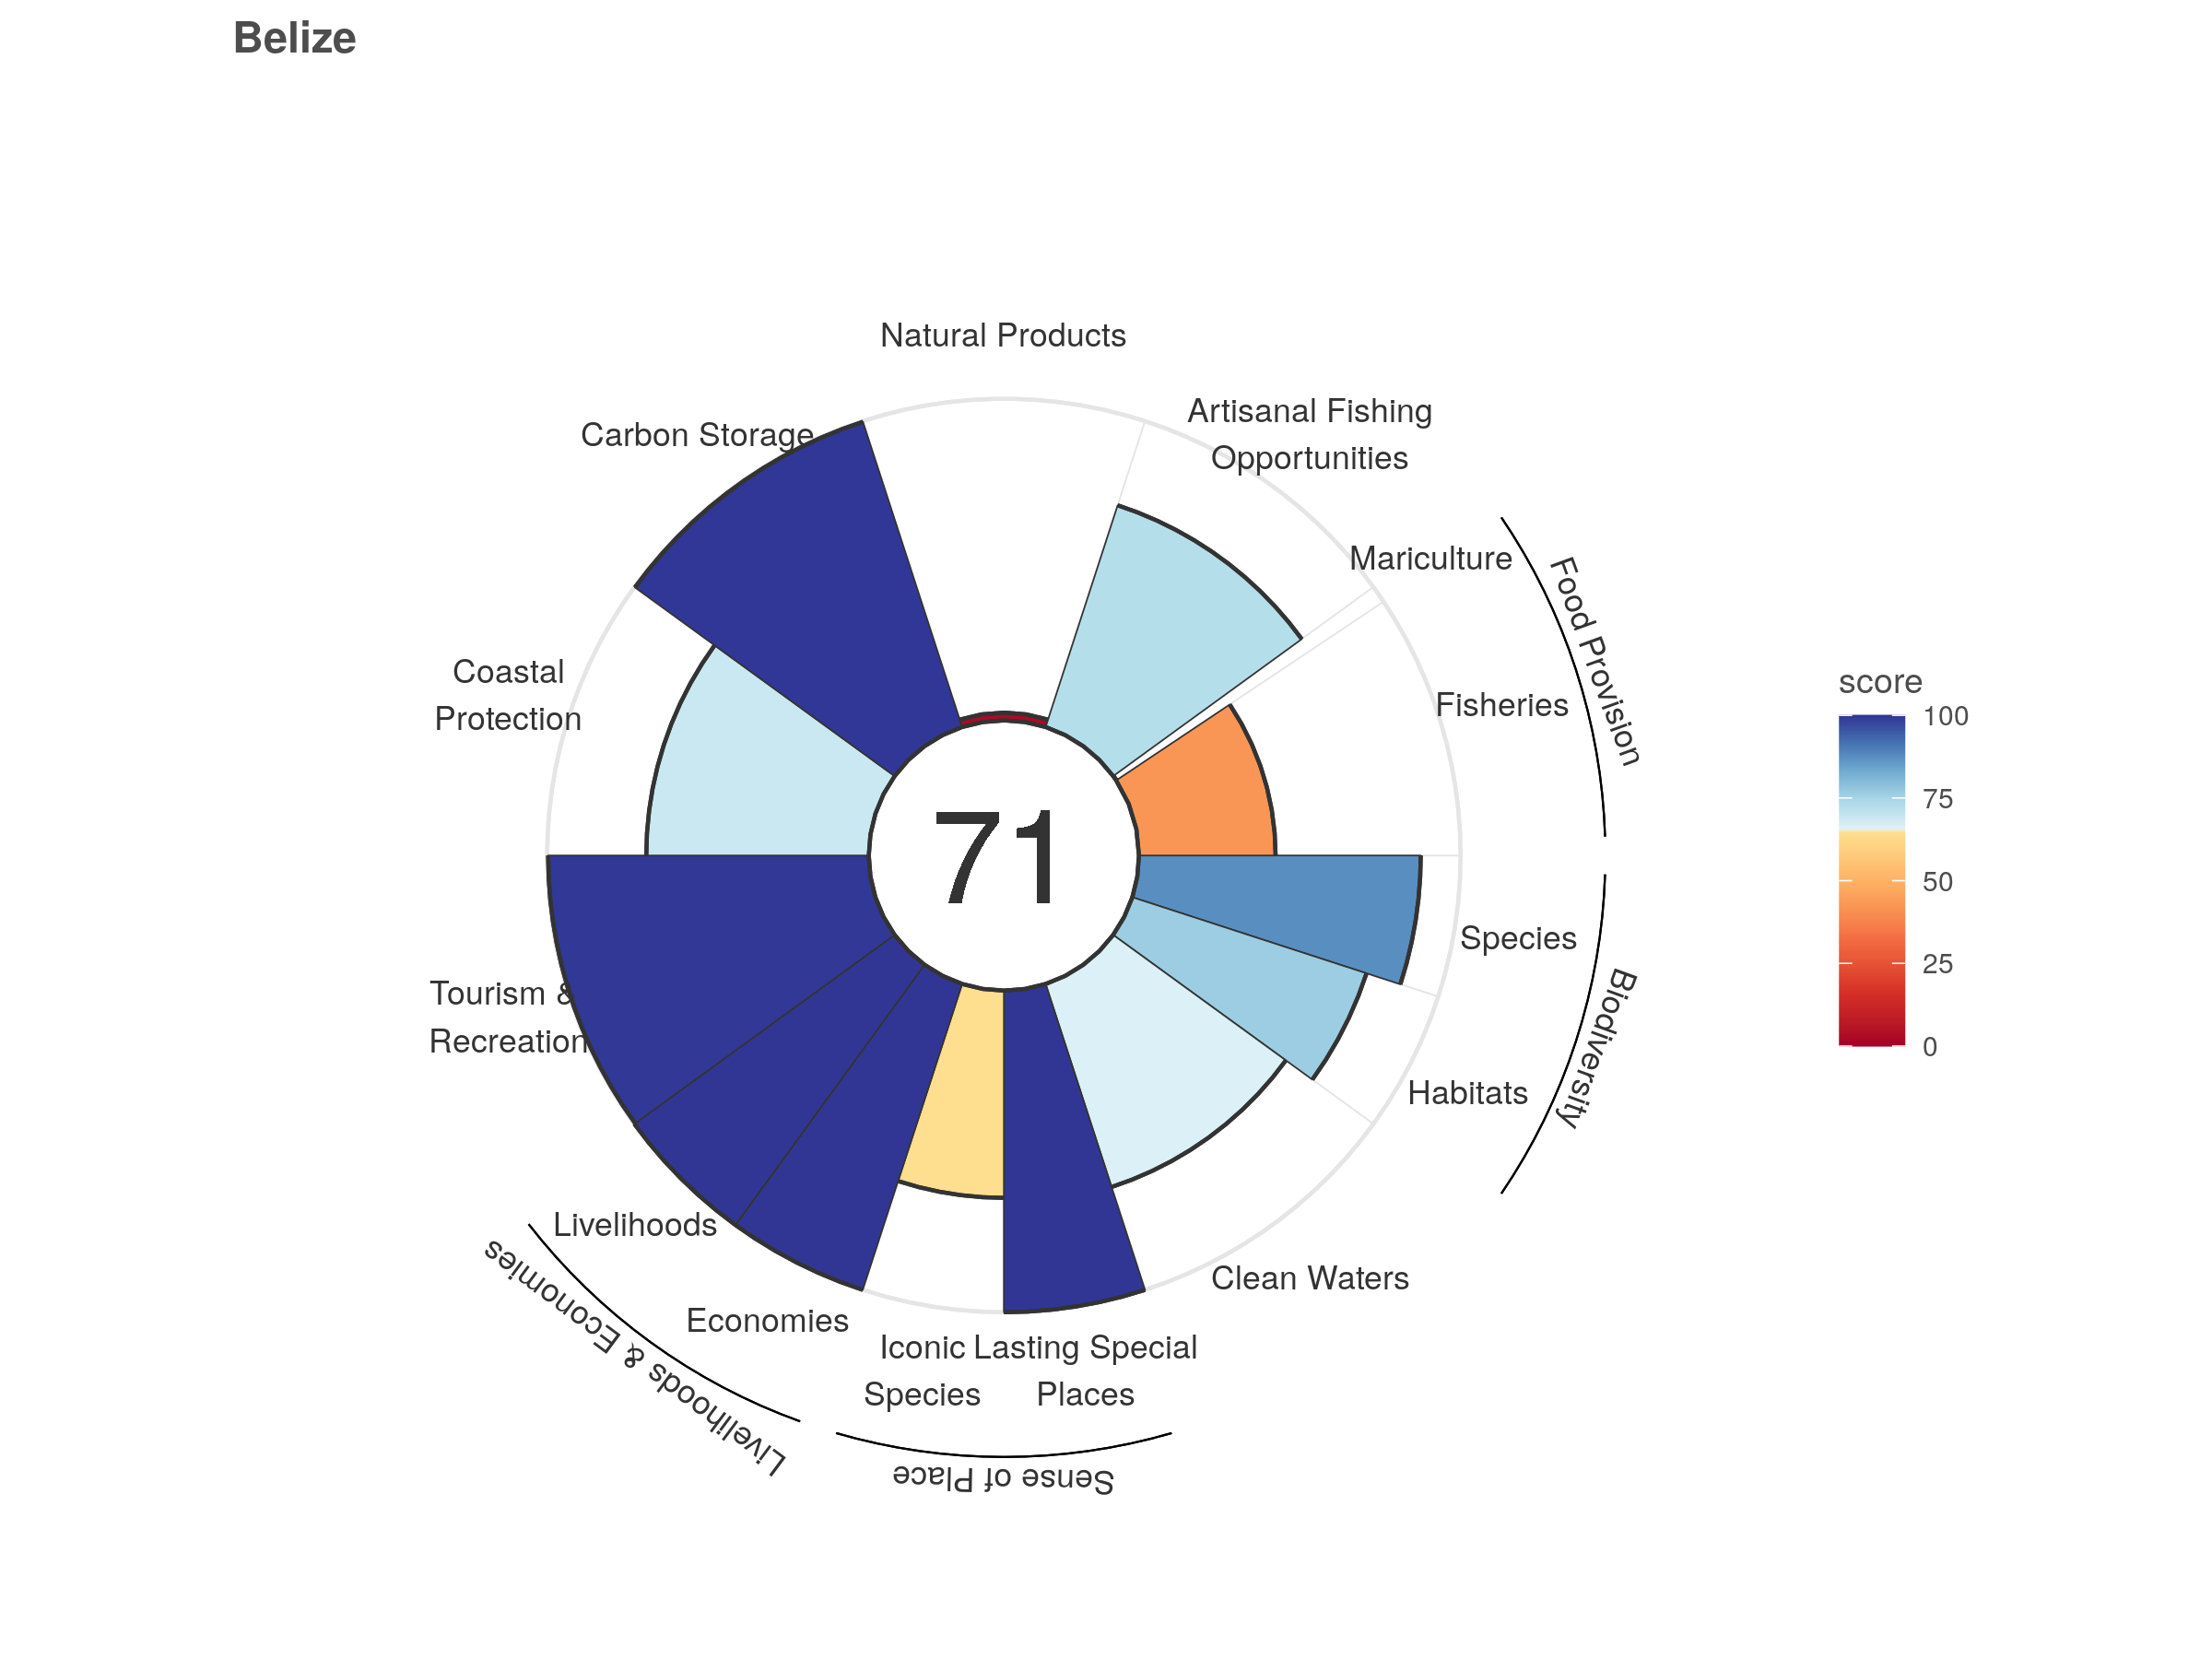 Belize
Natural Products
Artisanal Fishing
Opportunities
Carbon Storage
Mariculture
Food Provision
Fisheries
Coastal
Protection
score
100
75
50
25
0
71
Species
Biodiversity
Habitats
Tourism &
Recreation
Livelihoods
Clean Waters
Economies
Iconic
Species
Lasting Special
Places
Livelihoods & Economies
Sense of Place